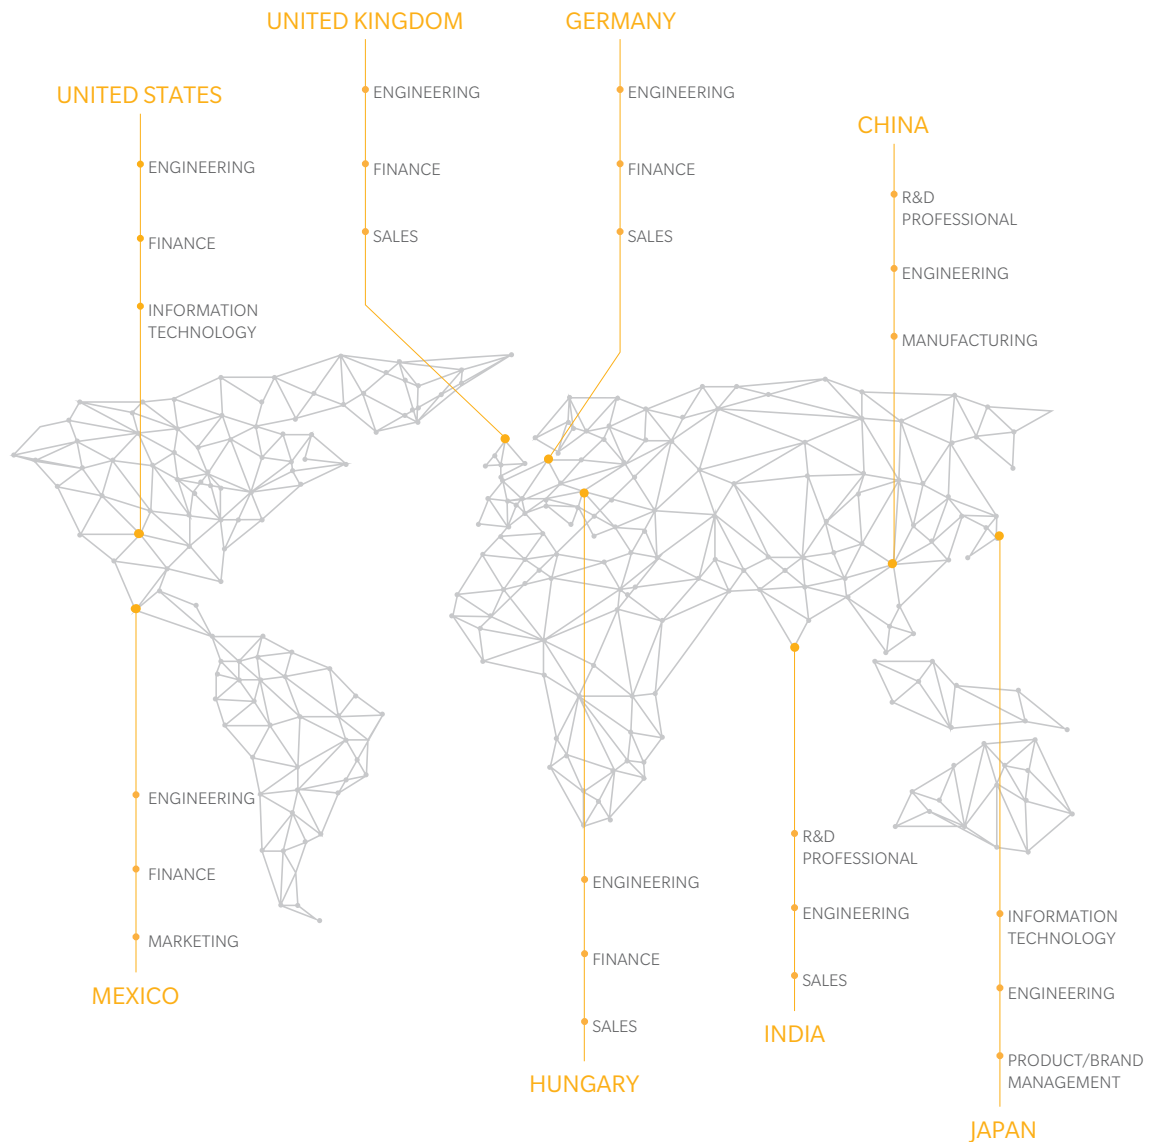 UNITED KINGDOM
ENGINEERING
FINANCE
SALES
GERMANY
ENGINEERING
FINANCE
SALES
UNITED STATES
ENGINEERING
FINANCE
INFORMATION
TECHNOLOGY
CHINA
R&D
PROFESSIONAL
ENGINEERING
MANUFACTURING
ENGINEERING
FINANCE
MARKETING
MEXICO
ENGINEERING
FINANCE
SALES
HUNGARY
R&D
PROFESSIONAL
ENGINEERING
SALES
INDIA
INFORMATION
TECHNOLOGY
ENGINEERING
PRODUCT/BRAND
MANAGEMENT
JAPAN